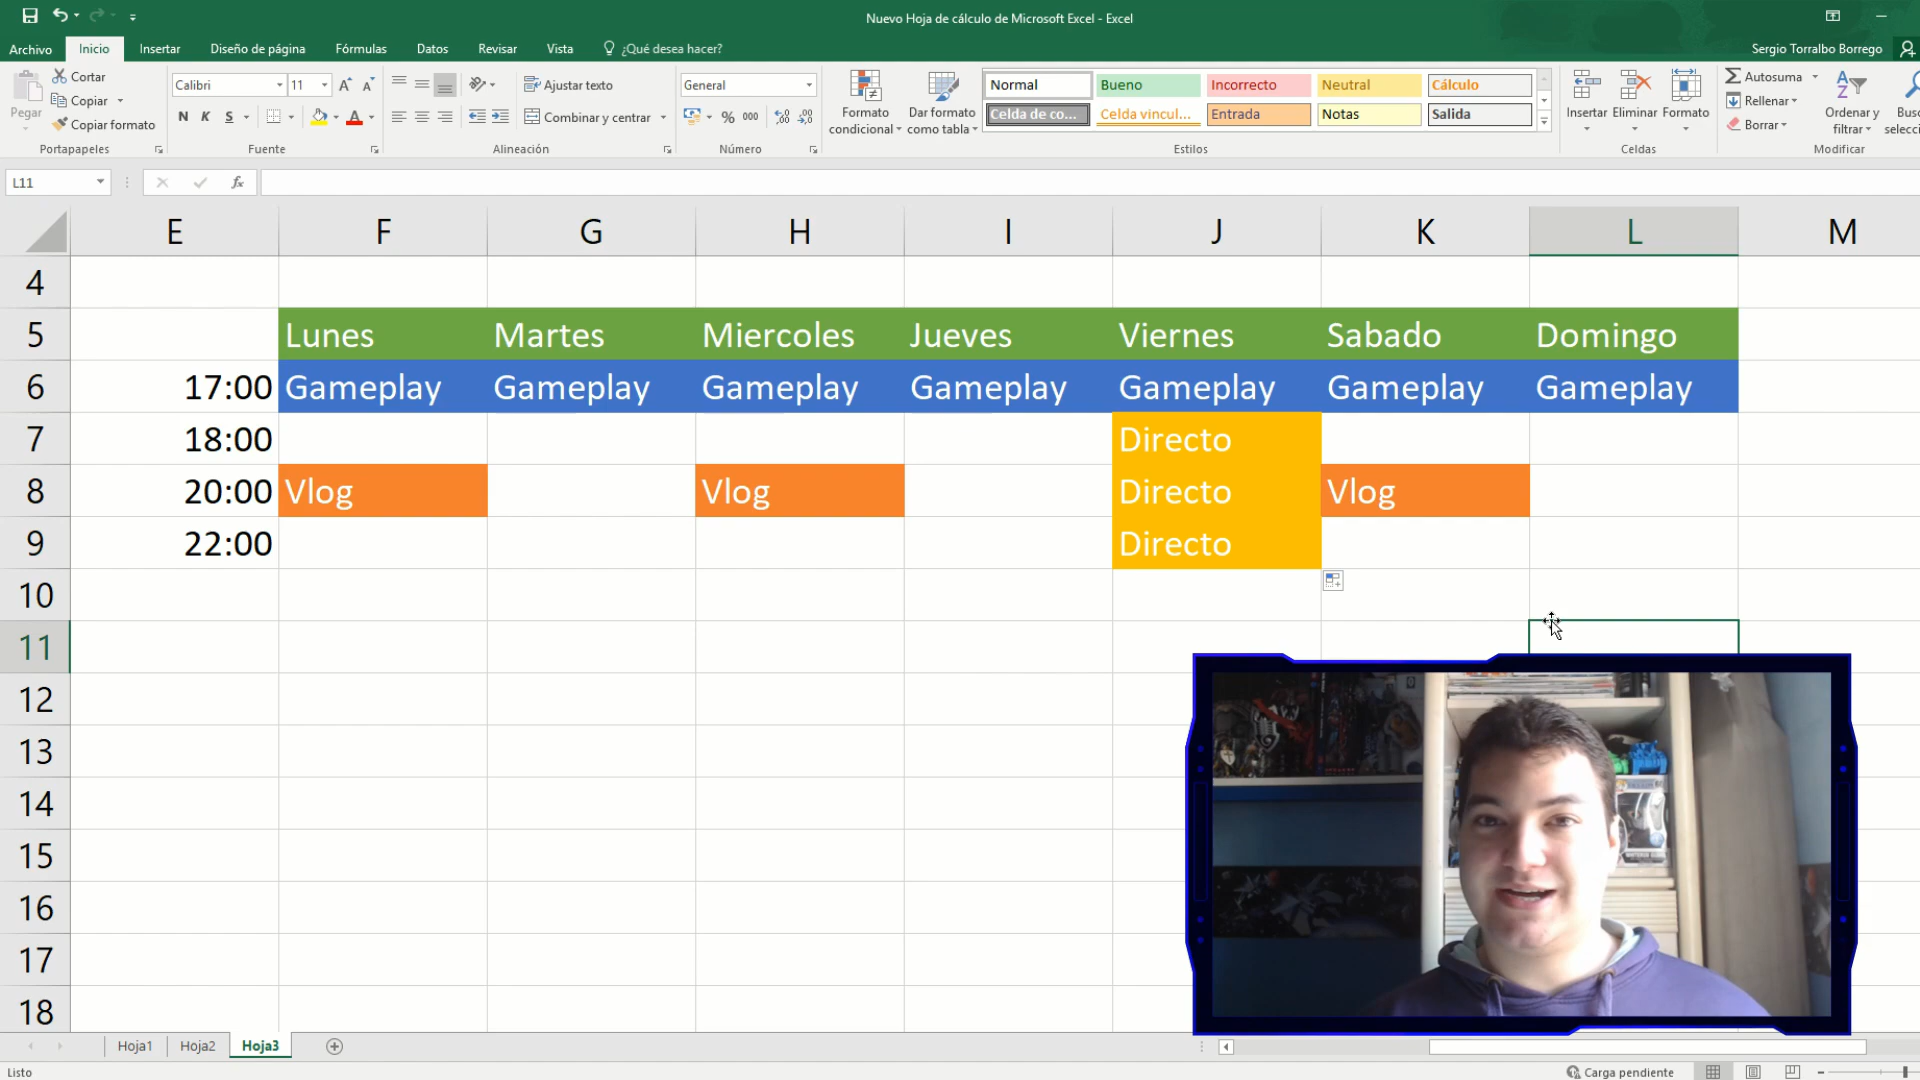 Nuevo Hoja de cálculo de Microsoft Excel - Excel
Archivo Inicio Insertar Diseño de página Fórmulas Datos Revisar Vista ¿Qué desea hacer? Sergio Torralbo Borrego
Pegar
Cortar
Copiar
Copiar formato
Portapapeles
Calibri 11
N K S
Fuente
Ajustar texto
Combinar y centrar
Alineación
General
% 000
Número
Formato condicional
Dar formato como tabla
Normal Bueno Incorrecto Neutral Cálculo
Celda de co... Celda vincul... Entrada Notas Salida
Estilos
Insertar Eliminar Formato
Celdas
Autosuma
Rellenar
Borrar
Ordenar y filtrar
Modificar
L11 fx
E F G H I J K L M
4
5 Lunes Martes Miercoles Jueves Viernes Sabado Domingo
6 17:00 Gameplay Gameplay Gameplay Gameplay Gameplay Gameplay Gameplay
7 18:00 Directo
8 20:00 Vlog Vlog Directo Vlog
9 22:00 Directo
10
11
12
13
14
15
16
17
18
Hoja1 Hoja2 Hoja3
Listo Carga pendiente